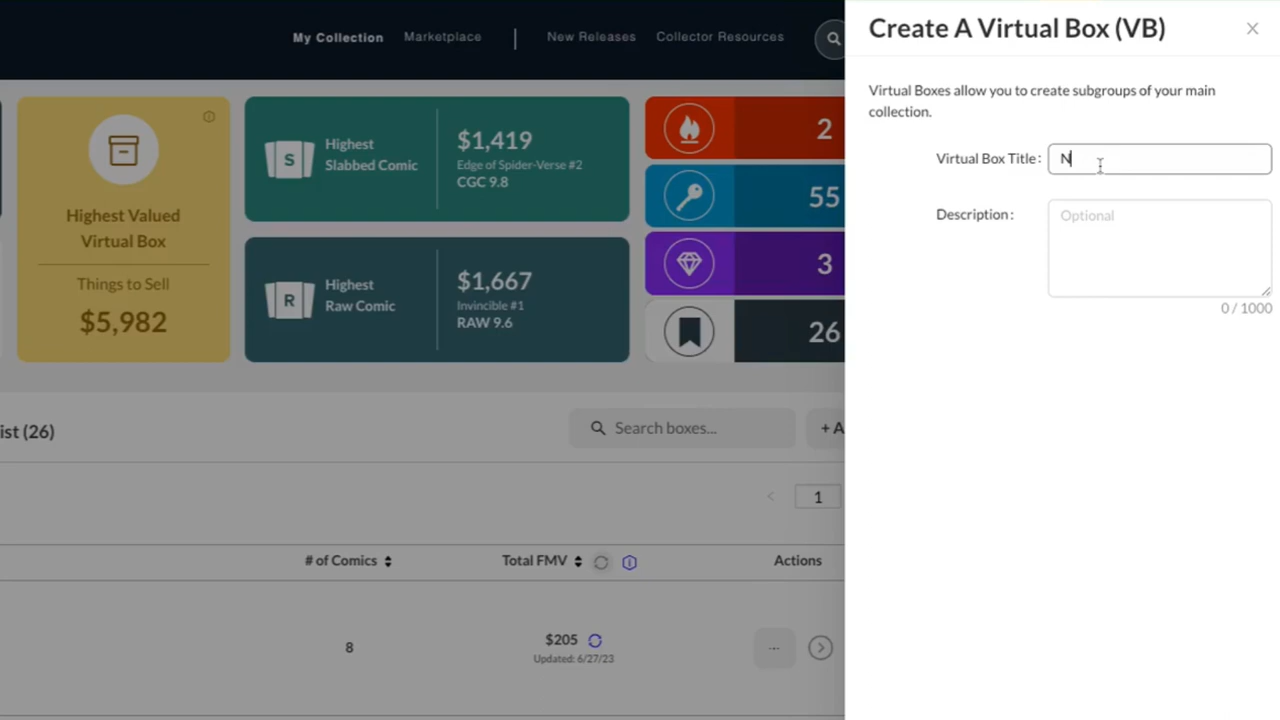 My Collection
Marketplace
New Releases
Collector Resources
Highest Valued
Virtual Box
Things to Sell
$5,982
S
Highest
Slabbed Comic
$1,419
Edge of Spider-Verse #2
CGC 9.8
R
Highest
Raw Comic
$1,667
Invincible #1
RAW 9.6
2
55
3
26
ist (26)
Search boxes...
+ A
< 1
# of Comics
Total FMV
Actions
8
$205
Updated: 6/27/23
...
Create A Virtual Box (VB)
Virtual Boxes allow you to create subgroups of your main
collection.
Virtual Box Title: N
Description: Optional
0 / 1000